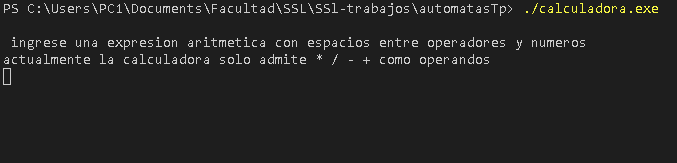 PS C:\Users\PC1\Documents\Facultad\SSL\SSl-trabajos\automatasTp> ./calculadora.exe
ingrese una expresion aritmetica con espacios entre operadores y numeros
actualmente la calculadora solo admite * / - + como operandos